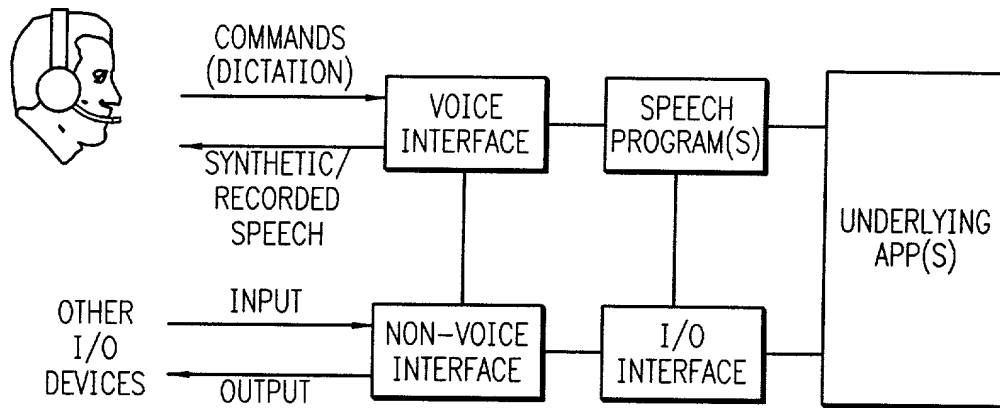 COMMANDS
(DICTATION)
VOICE
INTERFACE
SPEECH
PROGRAM(S)
SYNTHETIC/
RECORDED
SPEECH
UNDERLYING
APP(S)
OTHER
I/O
DEVICES
INPUT
OUTPUT
NON-VOICE
INTERFACE
I/O
INTERFACE